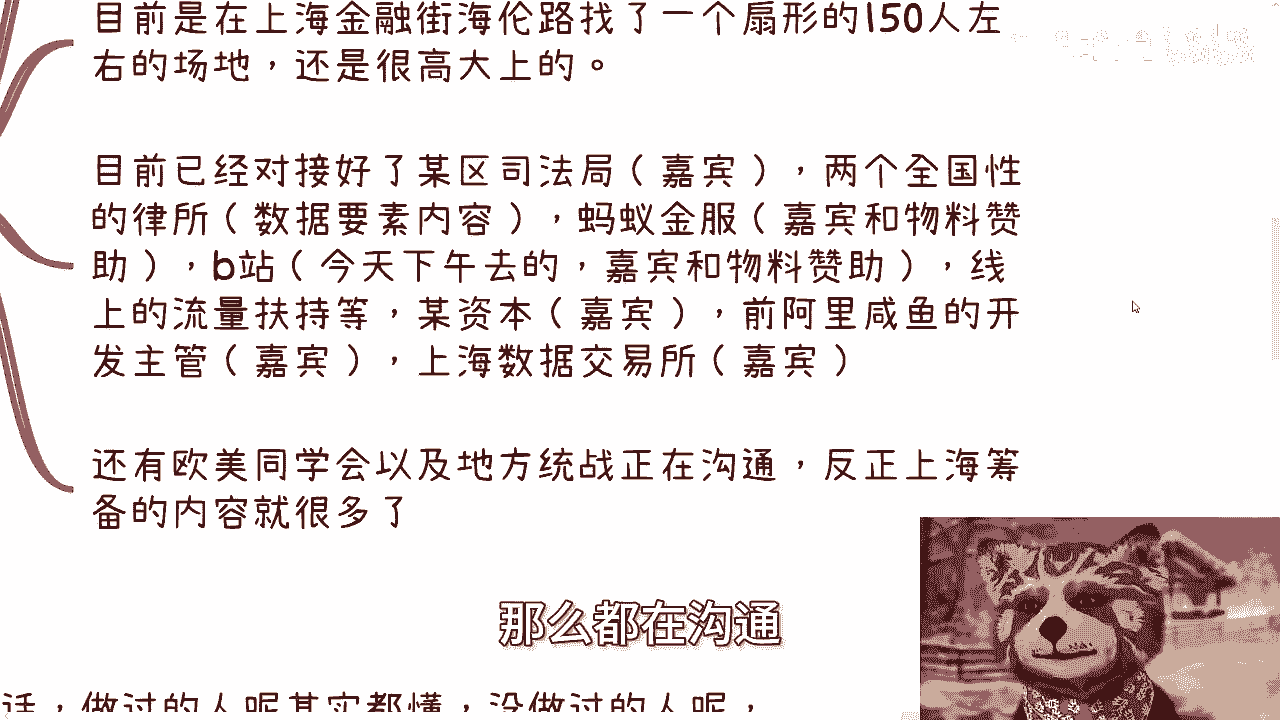 目前是在上海金融街海伦路找了一个扇形的150人左
右的场地，还是很高大上的。
目前已经对接好了某区司法局（嘉宾），两个全国性
的律所（数据要素内容），蚂蚁金服（嘉宾和物料赞
助），b站（今天下午去的，嘉宾和物料赞助），线
上的流量扶持等，某资本（嘉宾），前阿里咸鱼的开
发主管（嘉宾），上海数据交易所（嘉宾）
还有欧美同学会以及地方统战正在沟通，反正上海筹
备的内容就很多了
那么都在沟通
话，做过的人呢其实都懂，没做过的人呢，